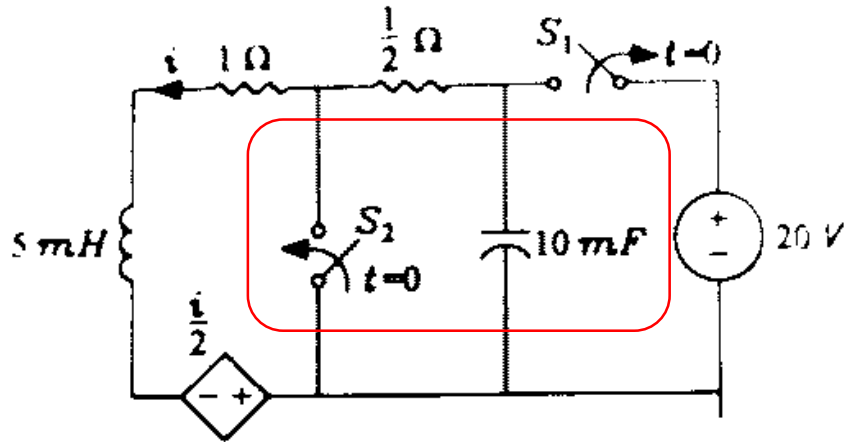 i 1 Ω 1/2 Ω S₁ t=0
5 mH S₂ t=0 10 mF + − 20 V
i/2
− +